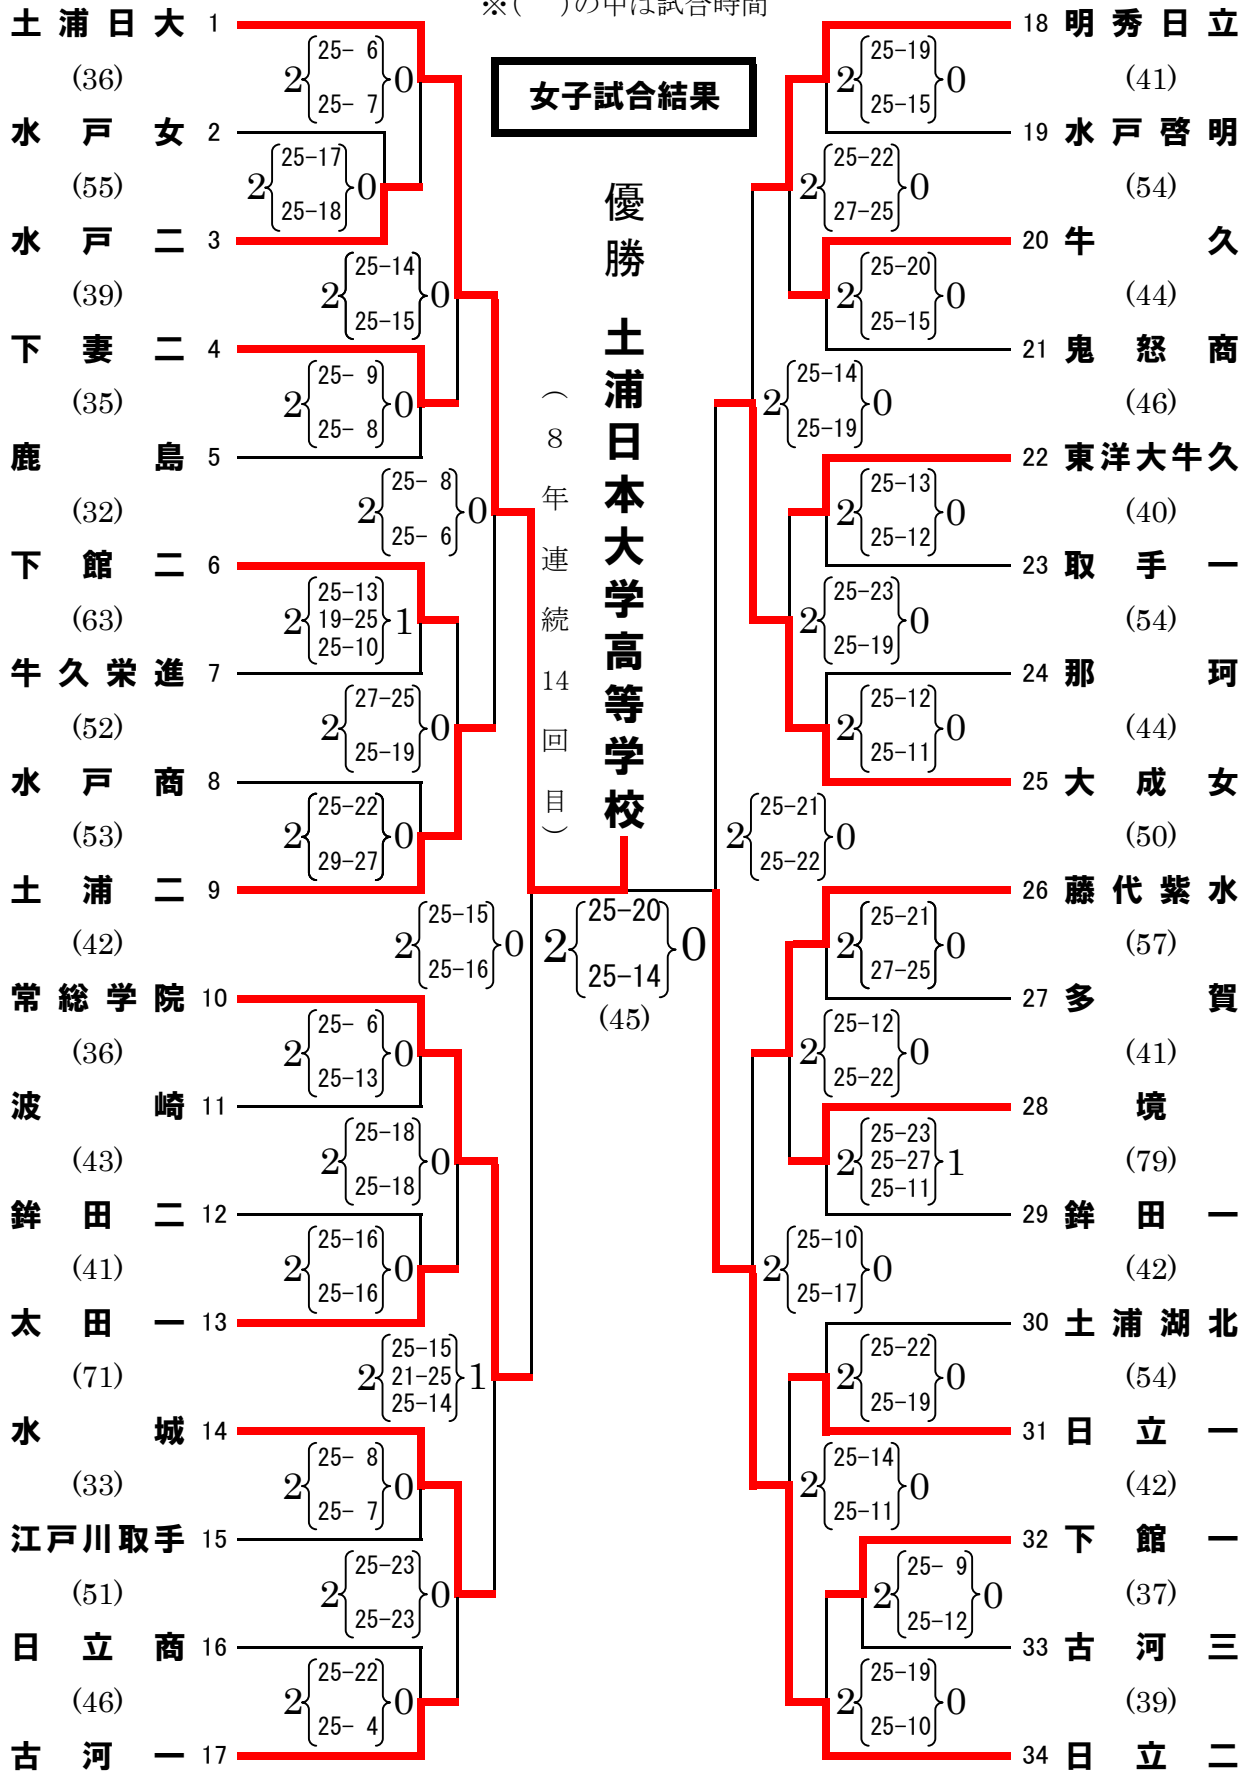 ※(　)の中は試合時間
女子試合結果
優勝 土浦日本大学高等学校
（8年連続14回目）
土浦日大 1
(36)
水戸女 2
(55)
水戸二 3
(39)
下妻二 4
(35)
鹿島 5
(32)
下館二 6
(63)
牛久栄進 7
(52)
水戸商 8
(53)
土浦二 9
(42)
常総学院 10
(36)
波崎 11
(43)
鉾田二 12
(41)
太田一 13
(71)
水城 14
(33)
江戸川取手 15
(51)
日立商 16
(46)
古河一 17
2 25- 6 0
25- 7
2 25-17 0
25-18
2 25-14 0
25-15
2 25- 9 0
25- 8
2 25- 8 0
25- 6
2 25-13 1
19-25
25-10
2 27-25 0
25-19
2 25-22 0
29-27
2 25-15 0
25-16
2 25- 6 0
25-13
2 25-18 0
25-18
2 25-16 0
25-16
2 25-15 1
21-25
25-14
2 25- 8 0
25- 7
2 25-23 0
25-23
2 25-22 0
25- 4
2 25-20 0
25-14
(45)
18 明秀日立
(41)
19 水戸啓明
(54)
20 牛久
(44)
21 鬼怒商
(46)
22 東洋大牛久
(40)
23 取手一
(54)
24 那珂
(44)
25 大成女
(50)
26 藤代紫水
(57)
27 多賀
(41)
28 境
(79)
29 鉾田一
(42)
30 土浦湖北
(54)
31 日立一
(42)
32 下館一
(37)
33 古河三
(39)
34 日立二
2 25-19 0
25-15
2 25-22 0
27-25
2 25-20 0
25-15
2 25-14 0
25-19
2 25-13 0
25-12
2 25-23 0
25-19
2 25-12 0
25-11
2 25-21 0
25-22
2 25-21 0
27-25
2 25-12 0
25-22
2 25-23 1
25-27
25-11
2 25-10 0
25-17
2 25-22 0
25-19
2 25-14 0
25-11
2 25- 9 0
25-12
2 25-19 0
25-10